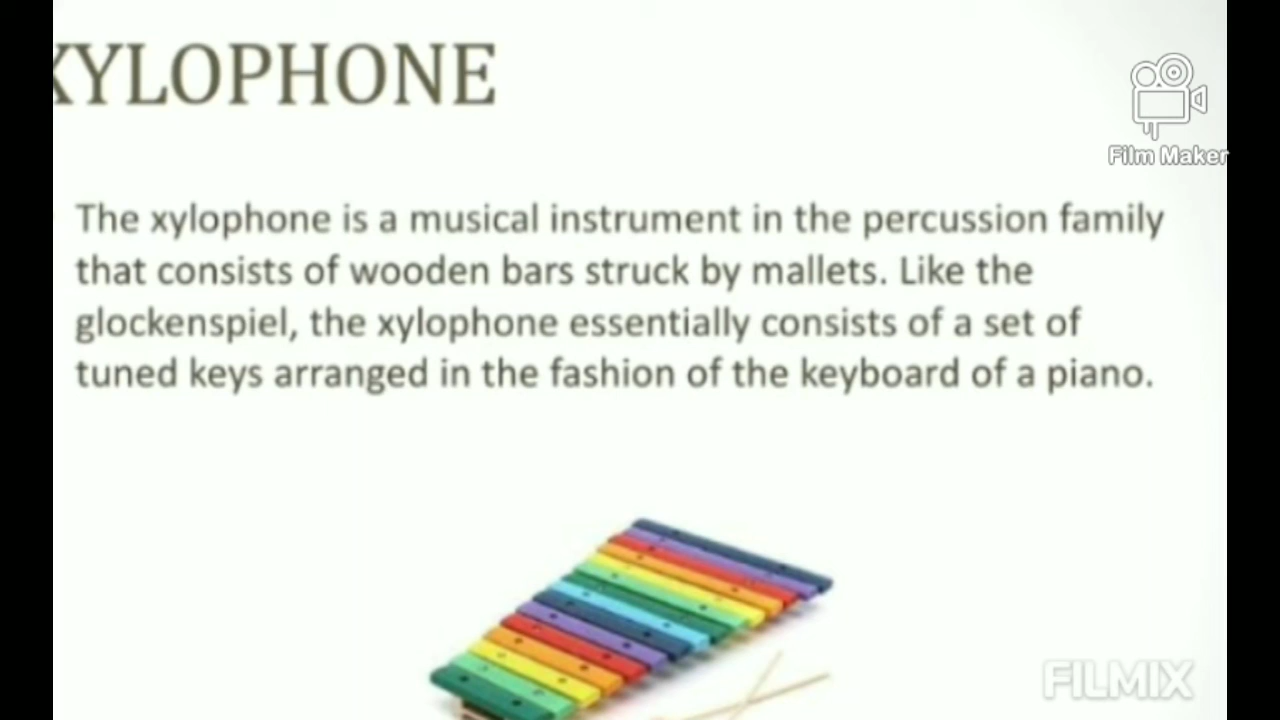 XYLOPHONE
Film Maker
The xylophone is a musical instrument in the percussion family
that consists of wooden bars struck by mallets. Like the
glockenspiel, the xylophone essentially consists of a set of
tuned keys arranged in the fashion of the keyboard of a piano.
FILMIX